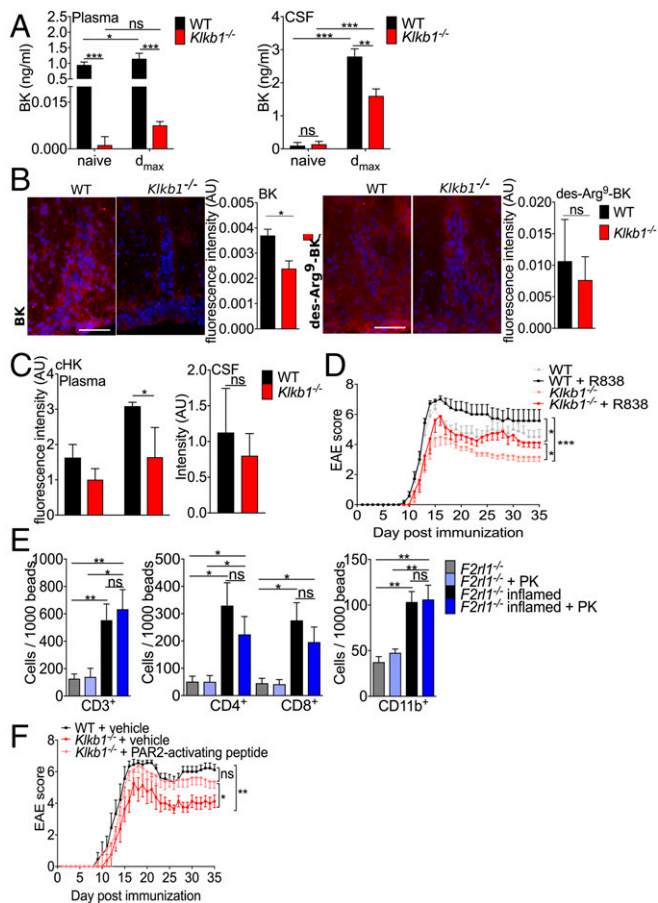 A
Plasma
ns
*
***
***
WT
Klkb1-/-
BK (ng/ml)
1.5
1.0
0.5
0.015
0.000
naive
dmax
CSF
***
***
**
ns
WT
Klkb1-/-
BK (ng/ml)
4
3
2
1
0
naive
dmax
B
WT
Klkb1-/-
BK
BK
*
fluorescence intensity (AU)
0.005
0.004
0.003
0.002
0.001
0.000
des-Arg9-BK
WT
Klkb1-/-
des-Arg9-BK
ns
WT
Klkb1-/-
fluorescence intensity (AU)
0.020
0.015
0.010
0.005
0.000
C
cHK
Plasma
*
fluorescence intensity (AU)
4
3
2
1
0
CSF
ns
WT
Klkb1-/-
Intensity (AU)
2.0
1.5
1.0
0.5
0.0
D
WT
WT + R838
Klkb1-/-
Klkb1-/- + R838
EAE score
8
6
4
2
0
*
*
***
0 5 10 15 20 25 30 35
Day post immunization
E
Cells / 1000 beads
1000
800
600
400
200
0
**
*
ns
**
CD3+
Cells / 1000 beads
500
400
300
200
100
0
*
*
*
ns
*
*
ns
CD4+
CD8+
Cells / 1000 beads
150
100
50
0
**
**
ns
**
CD11b+
F2rl1-/-
F2rl1-/- + PK
F2rl1-/- inflamed
F2rl1-/- inflamed + PK
F
WT + vehicle
Klkb1-/- + vehicle
Klkb1-/- + PAR2-activating peptide
EAE score
8
6
4
2
0
ns
*
**
0 5 10 15 20 25 30 35
Day post immunization